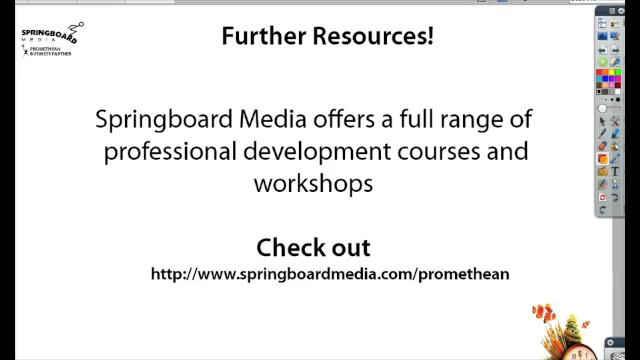 Further Resources!
SPRINGBOARD
MEDIA
PROMETHEAN
BUSINESS PARTNER
Springboard Media offers a full range of
professional development courses and
workshops
Check out
http://www.springboardmedia.com/promethean